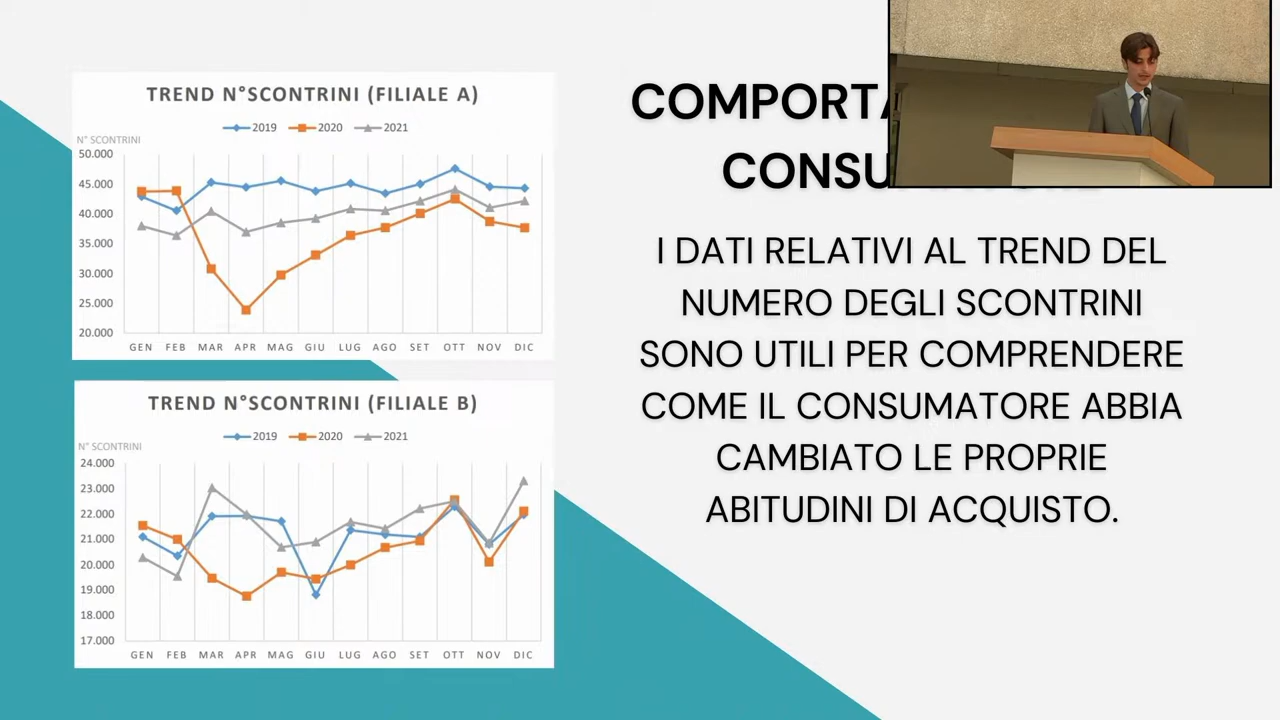 TREND N°SCONTRINI (FILIALE A)
2019 2020 2021
N° SCONTRINI
50.000
45.000
40.000
35.000
30.000
25.000
20.000
GEN FEB MAR APR MAG GIU LUG AGO SET OTT NOV DIC
TREND N°SCONTRINI (FILIALE B)
2019 2020 2021
N° SCONTRINI
24.000
23.000
22.000
21.000
20.000
19.000
18.000
17.000
GEN FEB MAR APR MAG GIU LUG AGO SET OTT NOV DIC
I DATI RELATIVI AL TREND DEL
NUMERO DEGLI SCONTRINI
SONO UTILI PER COMPRENDERE
COME IL CONSUMATORE ABBIA
CAMBIATO LE PROPRIE
ABITUDINI DI ACQUISTO.